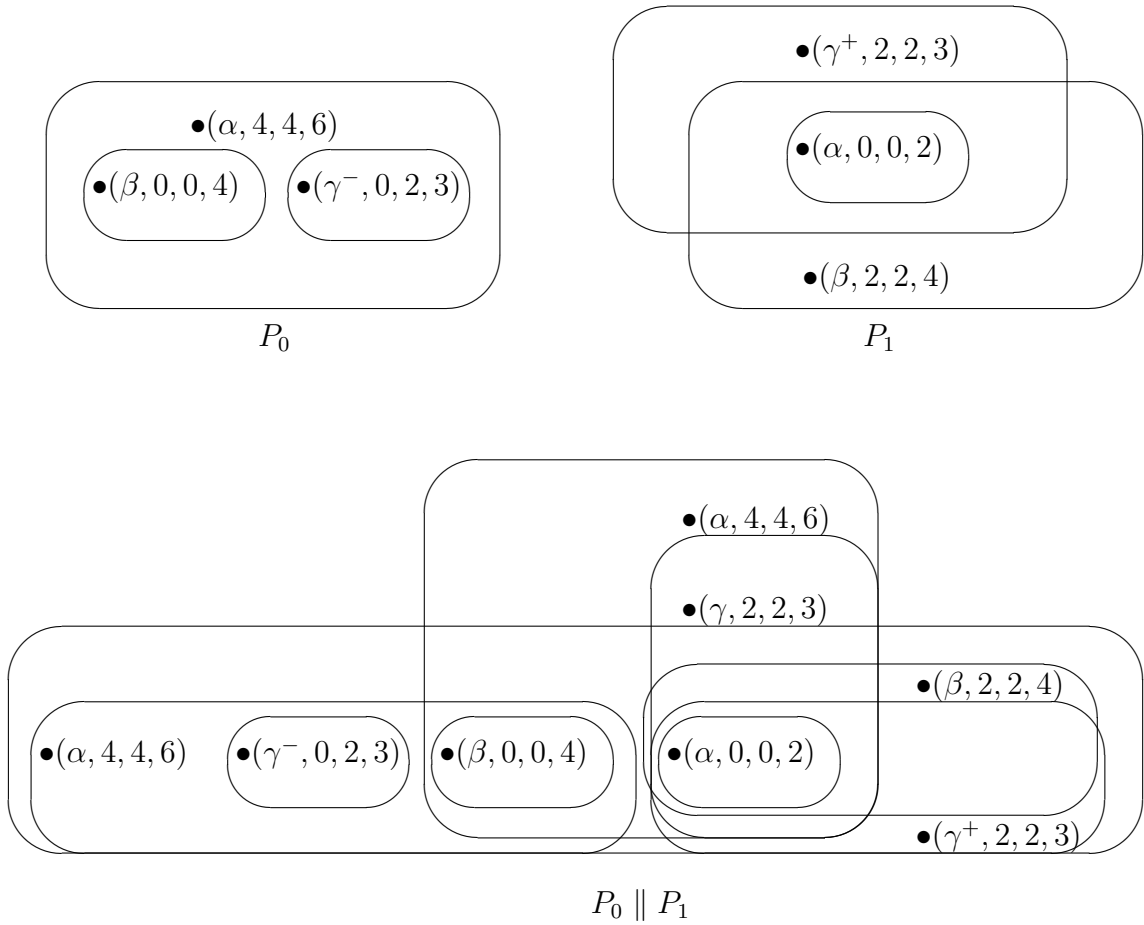 •(γ⁺, 2, 2, 3)
•(α, 4, 4, 6)
•(α, 0, 0, 2)
•(β, 0, 0, 4) •(γ⁻, 0, 2, 3)
•(β, 2, 2, 4)
P₀ P₁
•(α, 4, 4, 6)
•(γ, 2, 2, 3)
•(β, 2, 2, 4)
•(α, 4, 4, 6) •(γ⁻, 0, 2, 3) •(β, 0, 0, 4) •(α, 0, 0, 2)
•(γ⁺, 2, 2, 3)
P₀ ∥ P₁